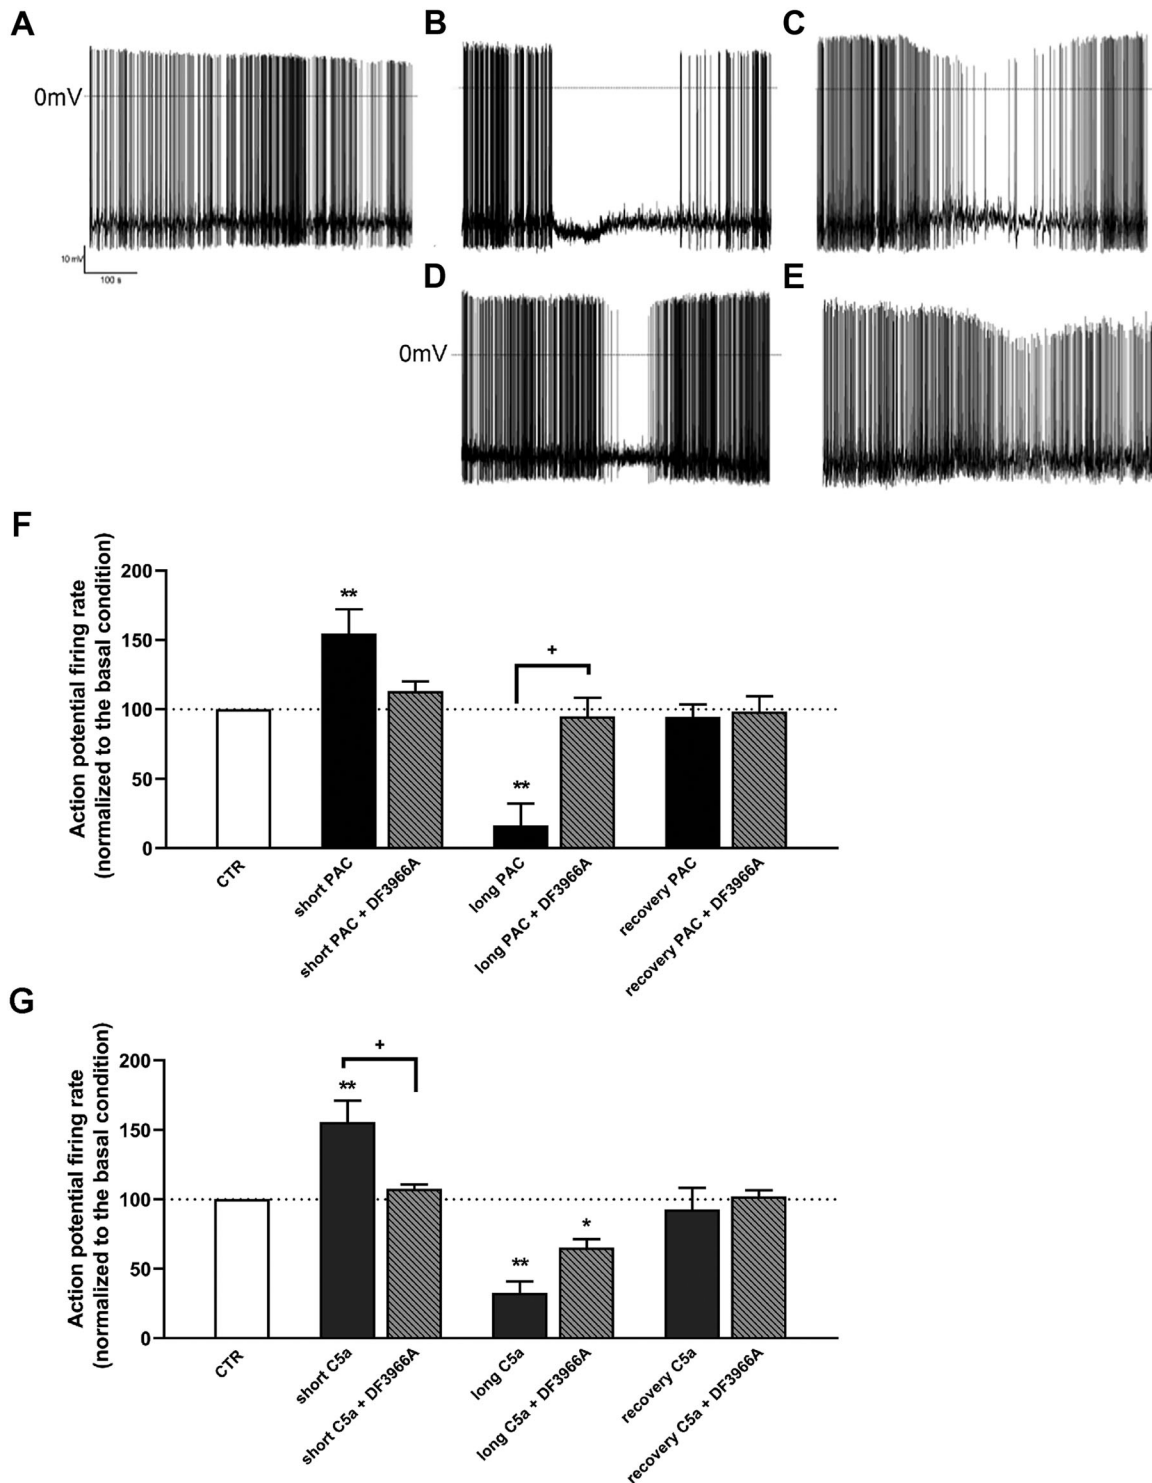 A
B
C
0mV
10 mV
100 s
D
E
0mV
F
Action potential firing rate
(normalized to the basal condition)
200
150
100
50
0
**
**
+
CTR
short PAC
short PAC + DF3966A
long PAC
long PAC + DF3966A
recovery PAC
recovery PAC + DF3966A
G
Action potential firing rate
(normalized to the basal condition)
200
150
100
50
0
+
**
**
*
CTR
short C5a
short C5a + DF3966A
long C5a
long C5a + DF3966A
recovery C5a
recovery C5a + DF3966A